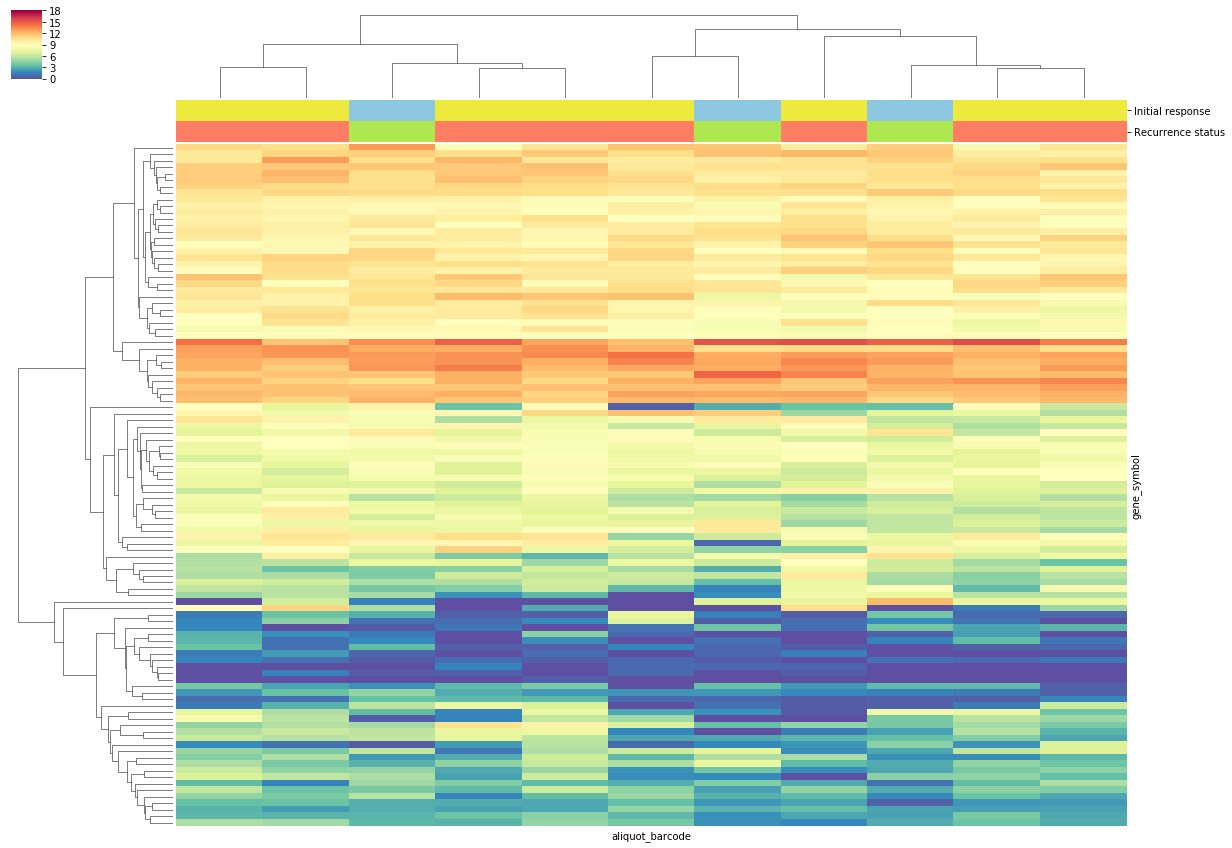 18
15
12
9
6
3
0
Initial response
Recurrence status
gene_symbol
aliquot_barcode